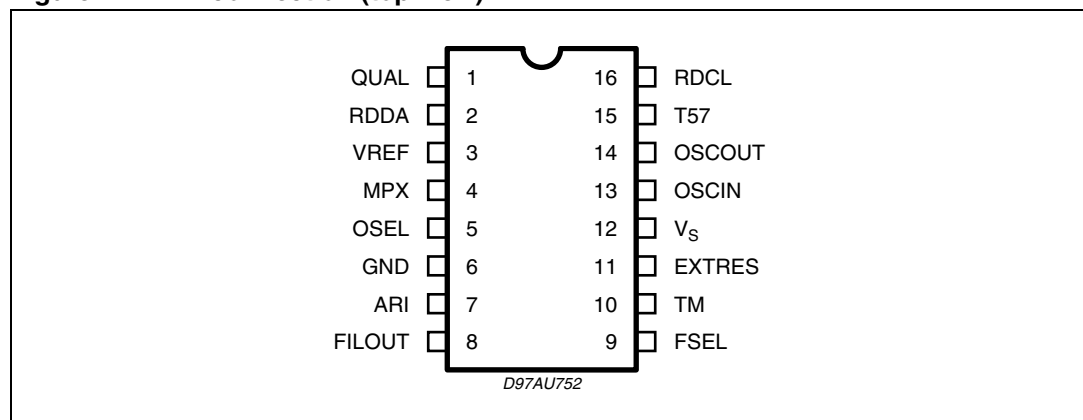 QUAL 1 16 RDCL
RDDA 2 15 T57
VREF 3 14 OSCOUT
MPX 4 13 OSCIN
OSEL 5 12 VS
GND 6 11 EXTRES
ARI 7 10 TM
FILOUT 8 9 FSEL
D97AU752